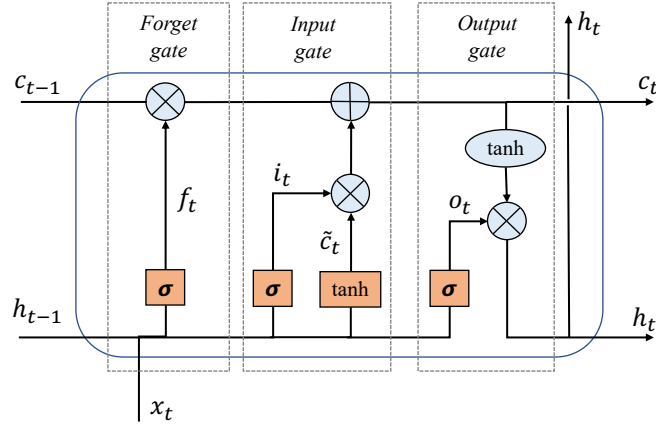 Forget gate
Input gate
Output gate
h_t
c_{t-1}
c_t
tanh
i_t
f_t
o_t
c̃_t
σ
σ
tanh
σ
h_{t-1}
h_t
x_t